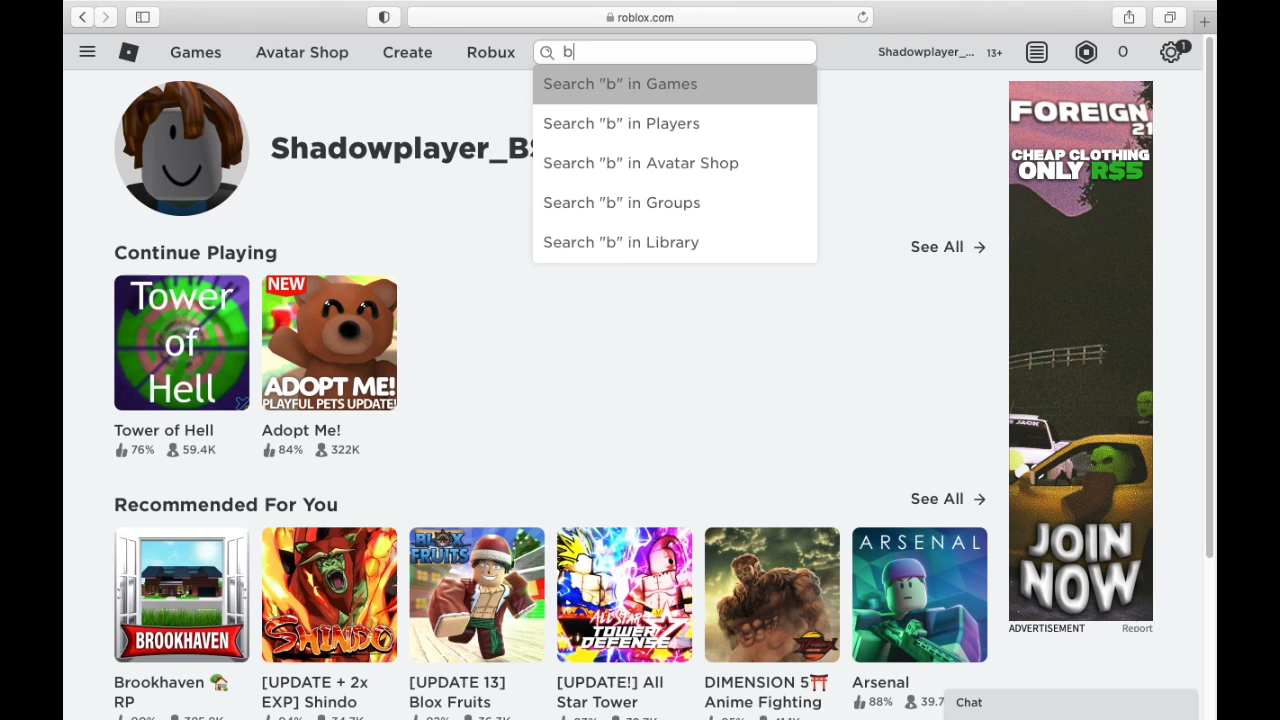 roblox.com
Games
Avatar Shop
Create
Robux
b
Shadowplayer_...
13+
0
1
Search "b" in Games
Search "b" in Players
Search "b" in Avatar Shop
Search "b" in Groups
Search "b" in Library
Shadowplayer_BS
Continue Playing
See All →
Tower
of
Hell
NEW
ADOPT ME!
PLAYFUL PETS UPDATE!
Tower of Hell
76% 59.4K
Adopt Me!
84% 322K
Recommended For You
See All →
BROOKHAVEN
SHINDO
BLOX
FRUITS
ALL STAR
TOWER
DEFENSE
ARSENAL
Brookhaven 🏡
RP
[UPDATE + 2x
EXP] Shindo
[UPDATE 13]
Blox Fruits
[UPDATE!] All
Star Tower
DIMENSION 5⛩️
Anime Fighting
Arsenal
88% 39.7
Chat
FOREIGN
21
CHEAP CLOTHING
ONLY R$5
JOIN
NOW
ADVERTISEMENT
Report